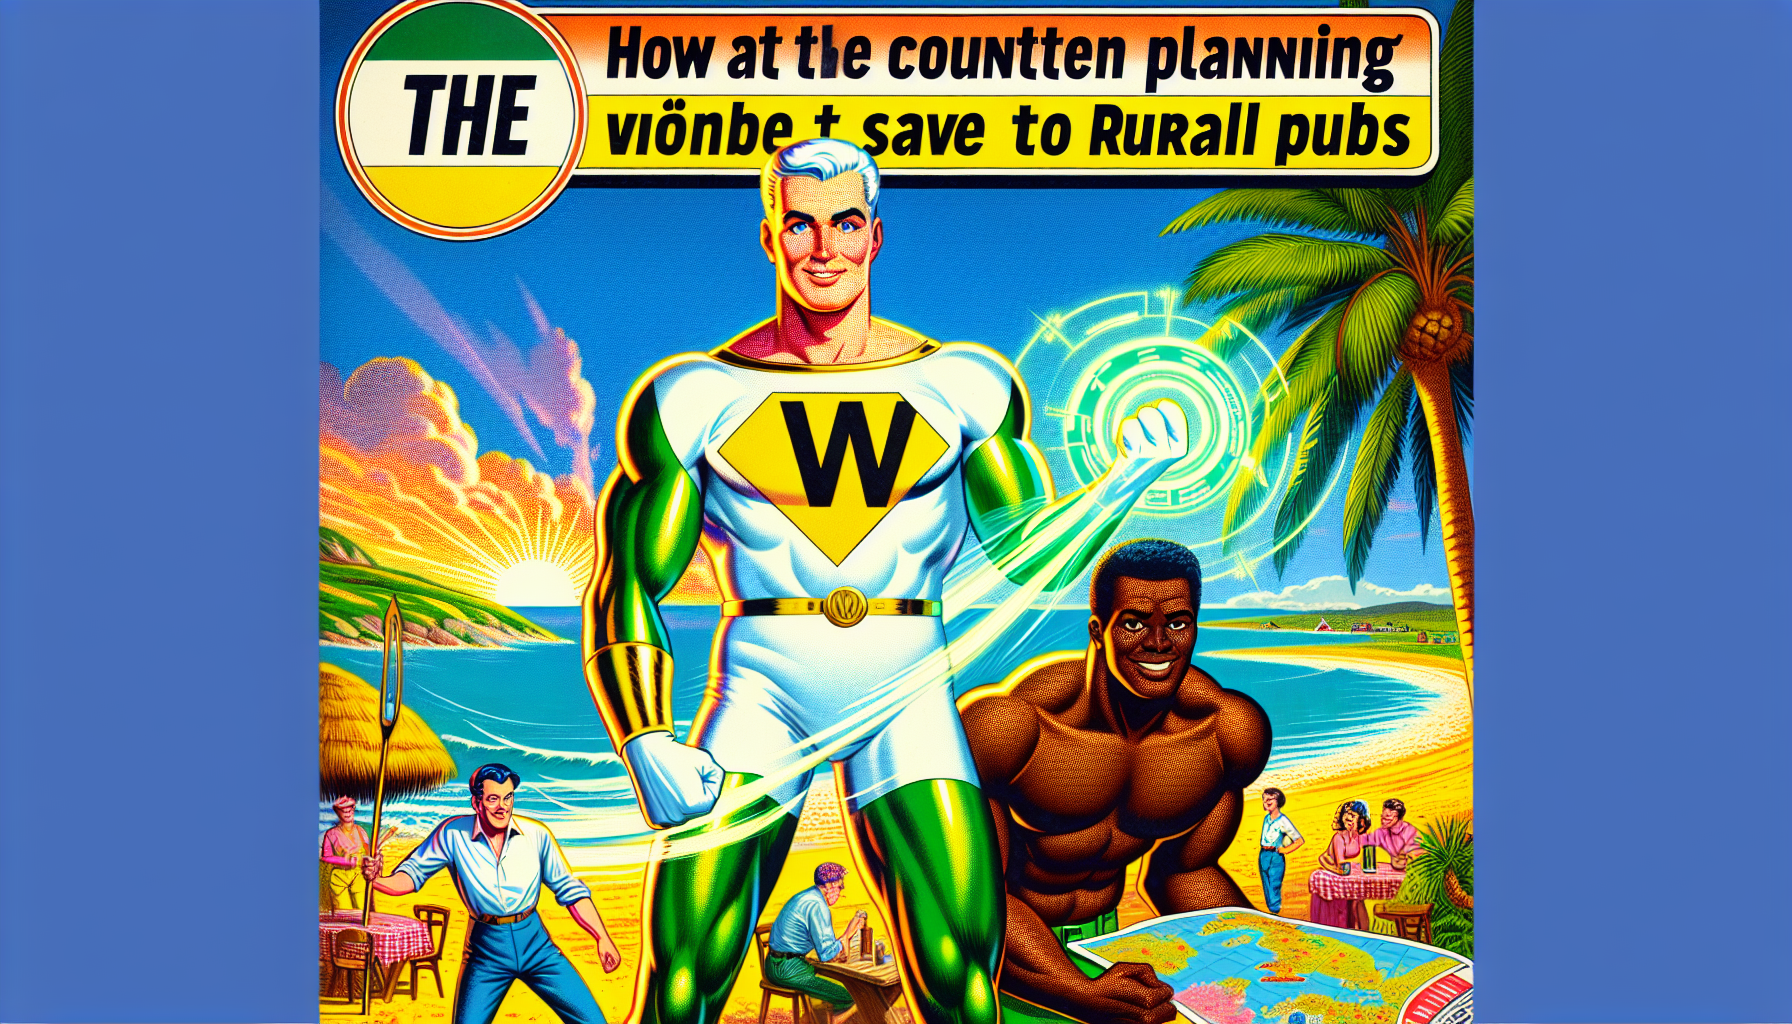 THE
How at the couNtten plaNNiing
viönbe t save to RuRall pubs
W
W